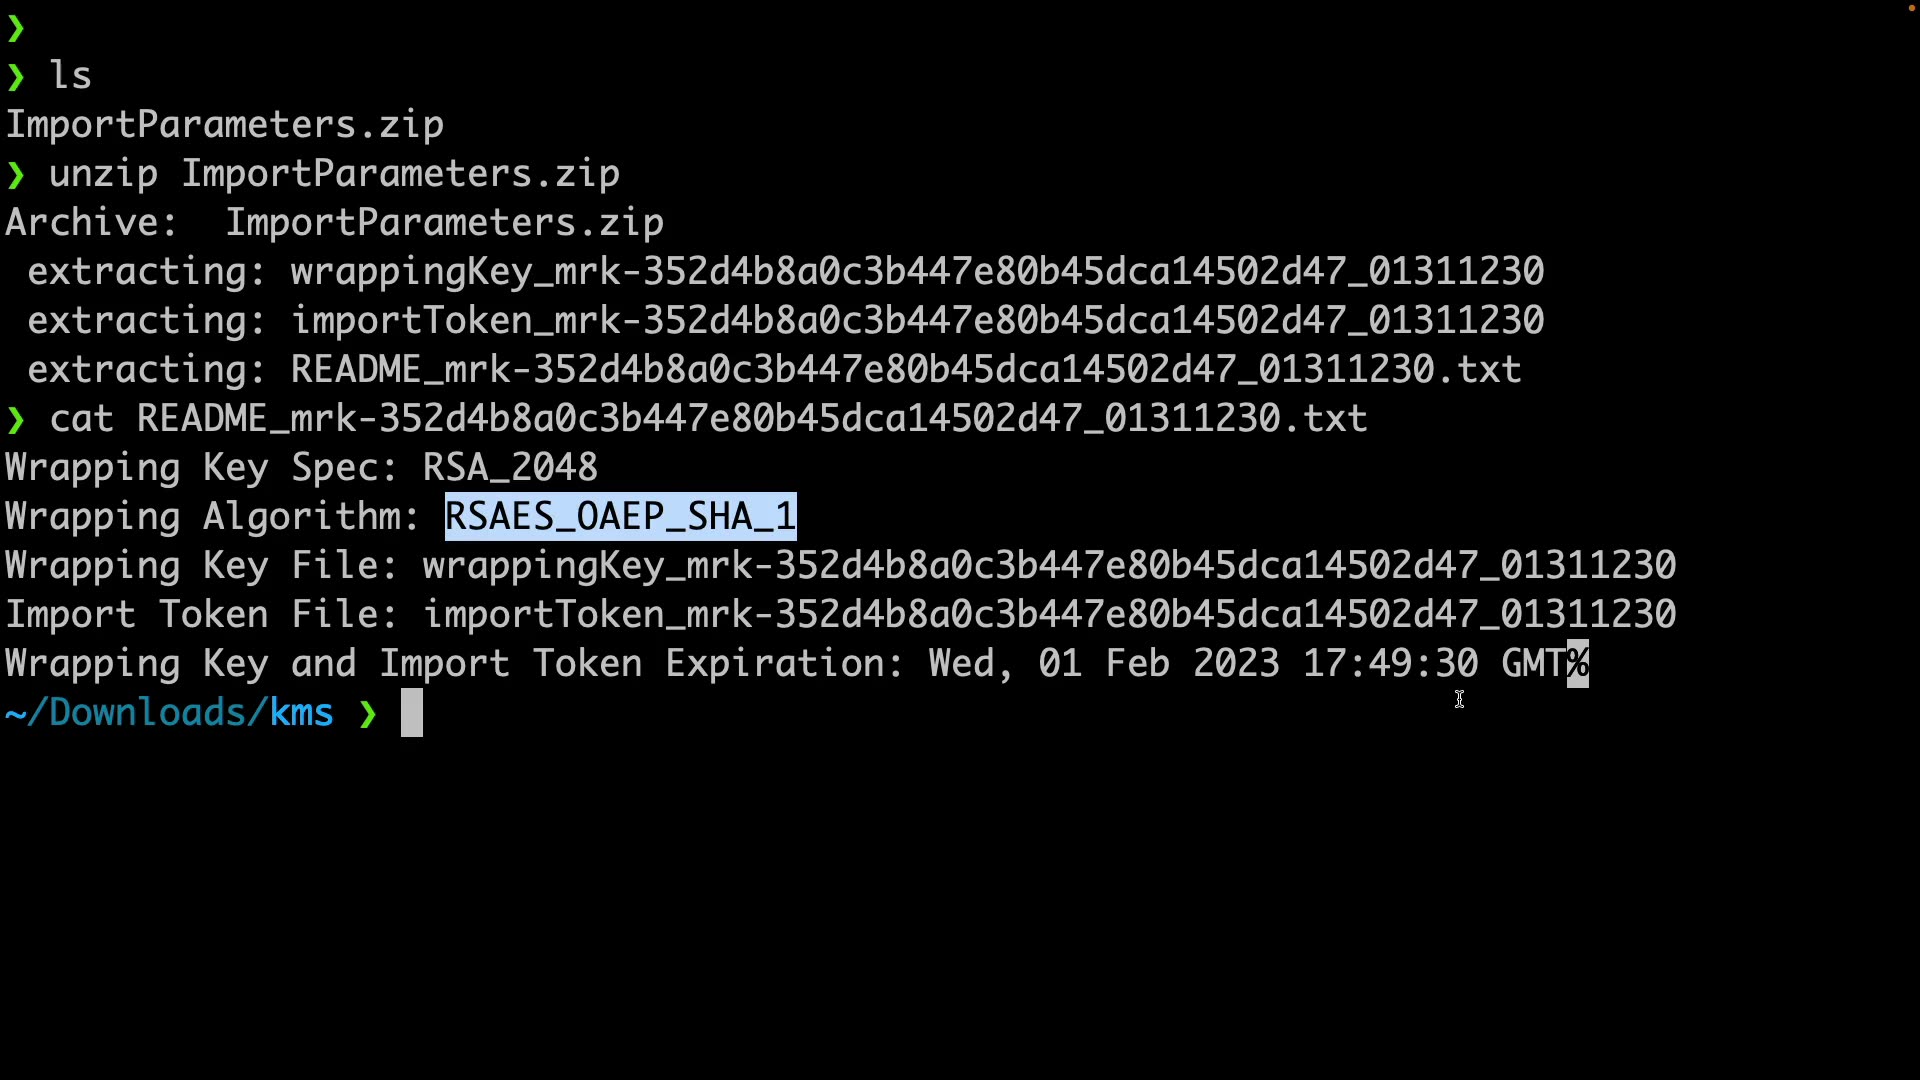 ❯
❯ ls
ImportParameters.zip
❯ unzip ImportParameters.zip
Archive:  ImportParameters.zip
 extracting: wrappingKey_mrk-352d4b8a0c3b447e80b45dca14502d47_01311230
 extracting: importToken_mrk-352d4b8a0c3b447e80b45dca14502d47_01311230
 extracting: README_mrk-352d4b8a0c3b447e80b45dca14502d47_01311230.txt
❯ cat README_mrk-352d4b8a0c3b447e80b45dca14502d47_01311230.txt
Wrapping Key Spec: RSA_2048
Wrapping Algorithm: RSAES_OAEP_SHA_1
Wrapping Key File: wrappingKey_mrk-352d4b8a0c3b447e80b45dca14502d47_01311230
Import Token File: importToken_mrk-352d4b8a0c3b447e80b45dca14502d47_01311230
Wrapping Key and Import Token Expiration: Wed, 01 Feb 2023 17:49:30 GMT%
~/Downloads/kms ❯